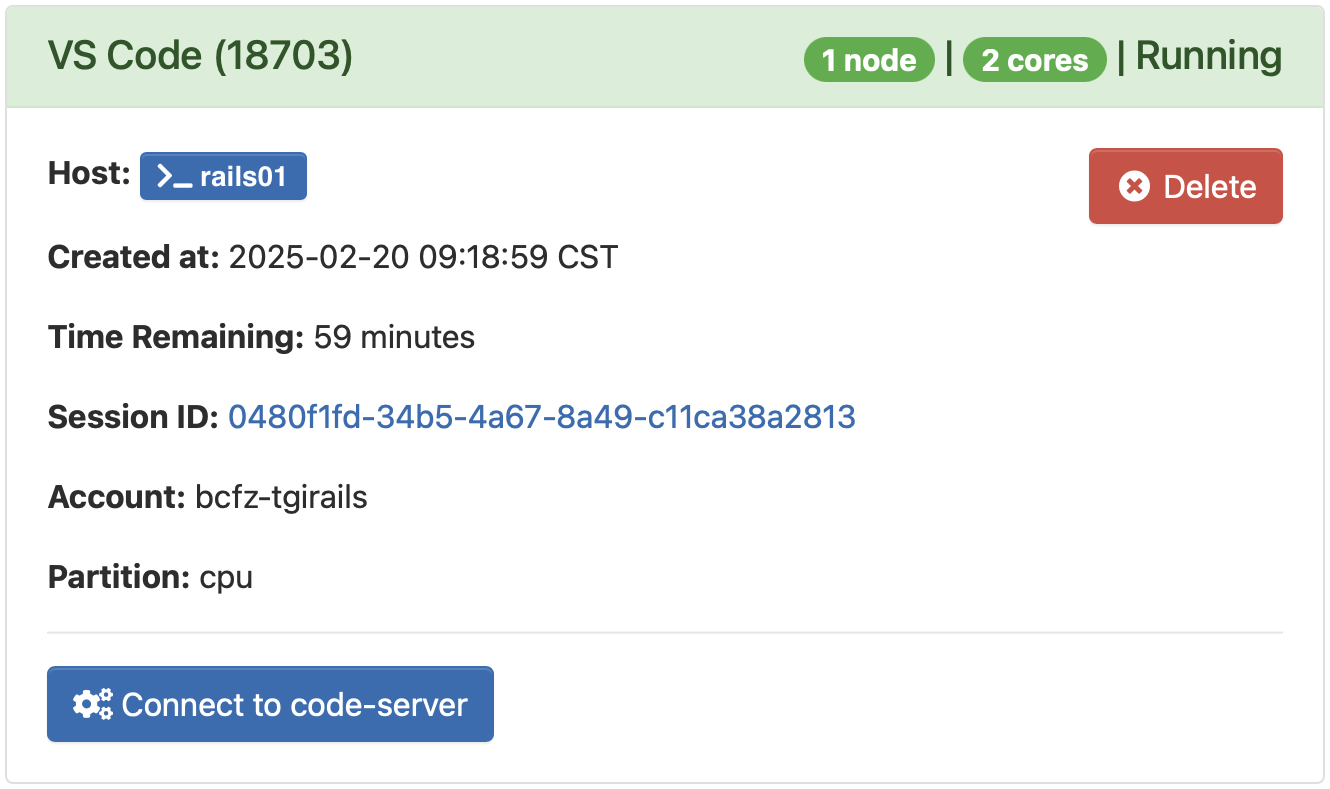 VS Code (18703)
1 node | 2 cores | Running
Host: >_ rails01
Delete
Created at: 2025-02-20 09:18:59 CST
Time Remaining: 59 minutes
Session ID: 0480f1fd-34b5-4a67-8a49-c11ca38a2813
Account: bcfz-tgirails
Partition: cpu
Connect to code-server